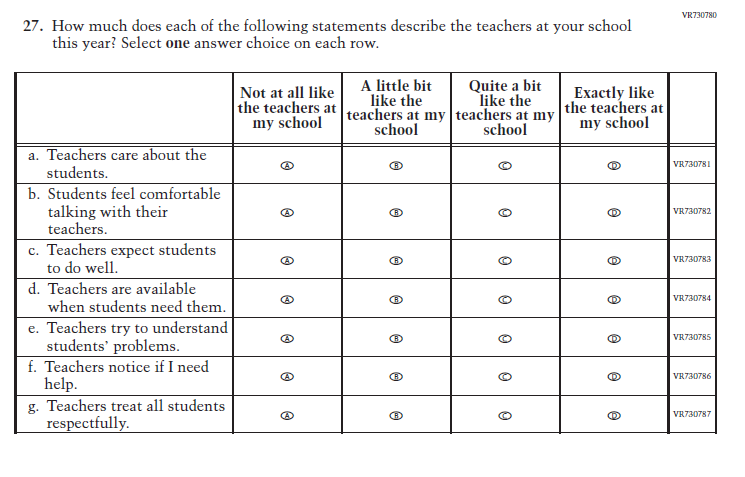 VR730780
27. How much does each of the following statements describe the teachers at your school
this year? Select one answer choice on each row.
Not at all like
the teachers at
my school
A little bit
like the
teachers at my
school
Quite a bit
like the
teachers at my
school
Exactly like
the teachers at
my school
a. Teachers care about the
students.
A B C D VR730781
b. Students feel comfortable
talking with their
teachers.
A B C D VR730782
c. Teachers expect students
to do well.
A B C D VR730783
d. Teachers are available
when students need them.
A B C D VR730784
e. Teachers try to understand
students’ problems.
A B C D VR730785
f. Teachers notice if I need
help.
A B C D VR730786
g. Teachers treat all students
respectfully.
A B C D VR730787